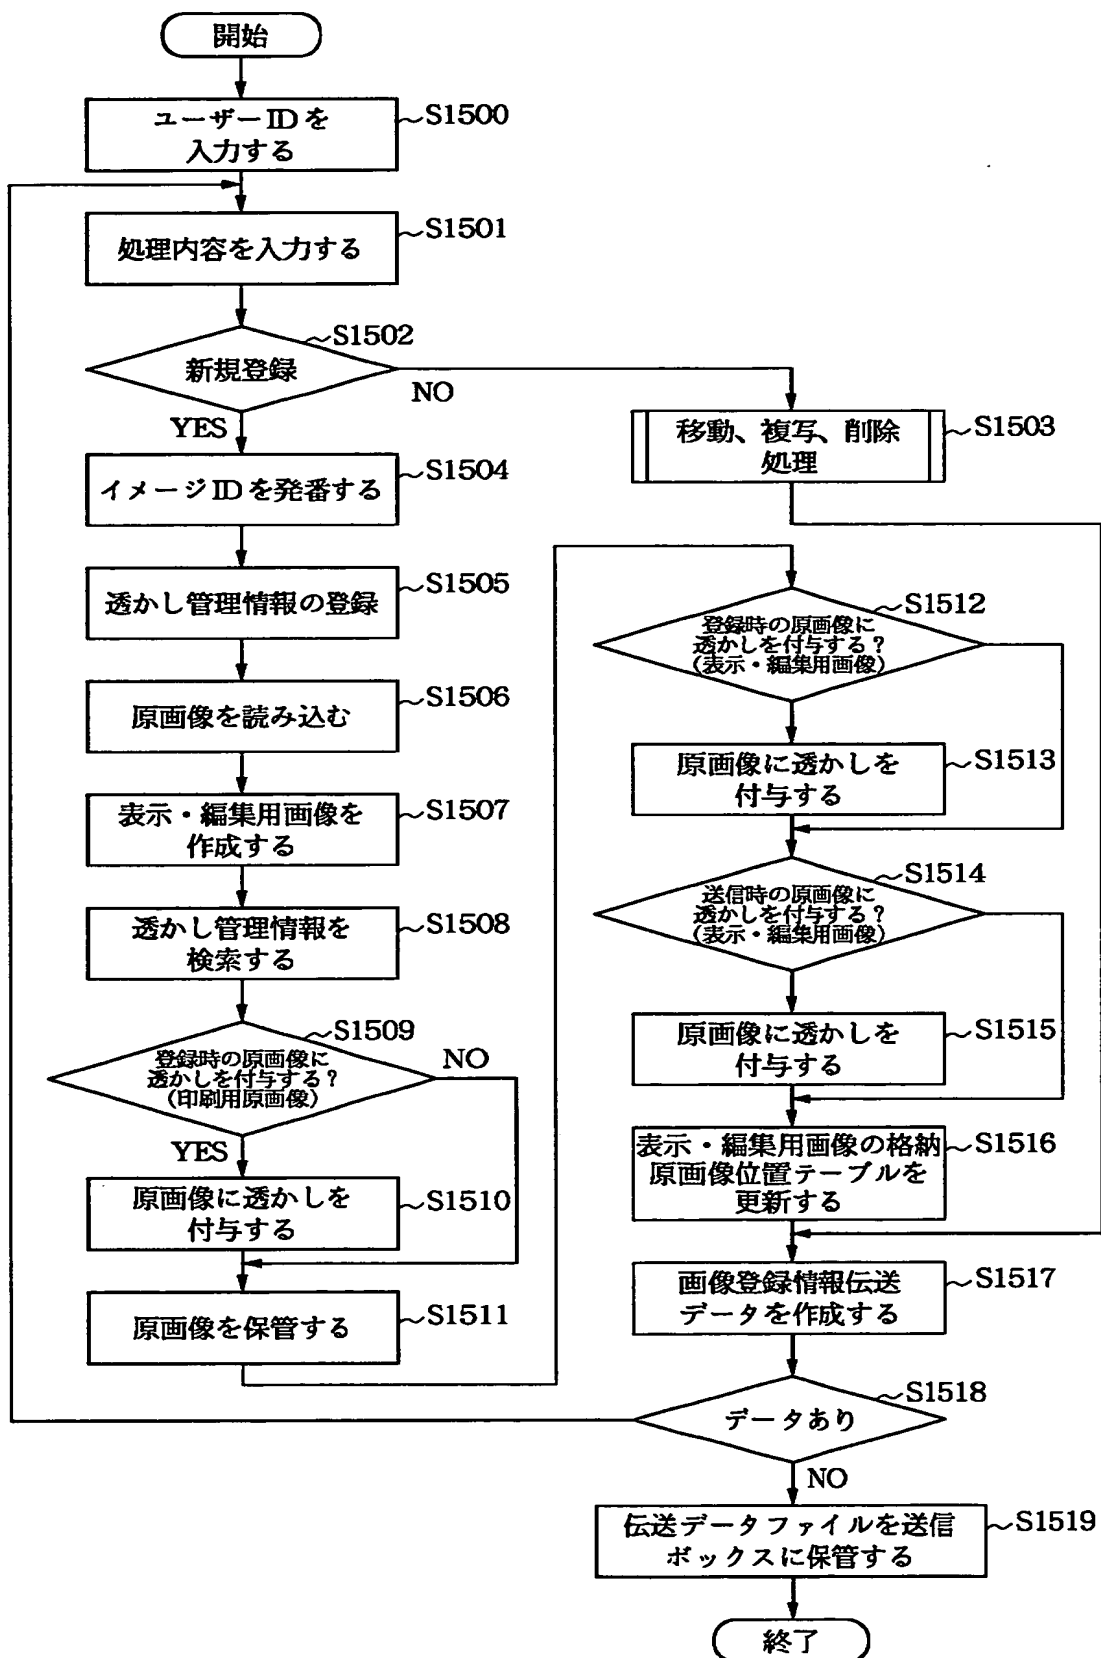 開始
ユーザーIDを
入力する
S1500
処理内容を入力する
S1501
新規登録
S1502
NO
YES
移動、複写、削除
処理
S1503
イメージIDを発番する
S1504
透かし管理情報の登録
S1505
原画像を読み込む
S1506
表示・編集用画像を
作成する
S1507
透かし管理情報を
検索する
S1508
登録時の原画像に
透かしを付与する?
(印刷用原画像)
S1509
NO
YES
原画像に透かしを
付与する
S1510
原画像を保管する
S1511
登録時の原画像に
透かしを付与する?
(表示・編集用画像)
S1512
原画像に透かしを
付与する
S1513
送信時の原画像に
透かしを付与する?
(表示・編集用画像)
S1514
原画像に透かしを
付与する
S1515
表示・編集用画像の格納
原画像位置テーブルを
更新する
S1516
画像登録情報伝送
データを作成する
S1517
データあり
S1518
NO
伝送データファイルを送信
ボックスに保管する
S1519
終了